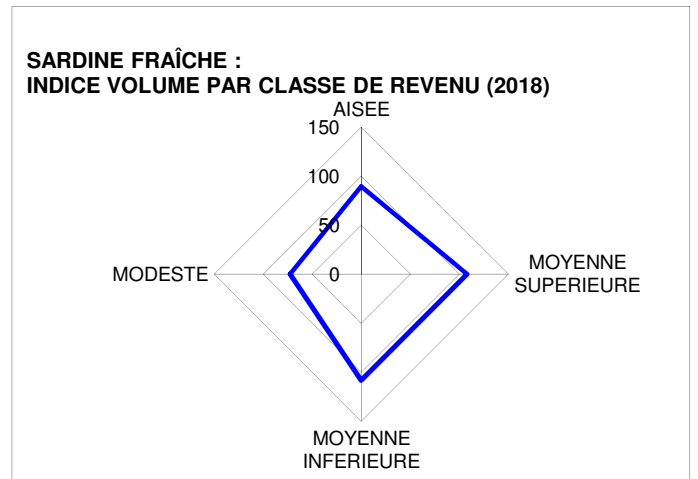 SARDINE FRAÎCHE :
INDICE VOLUME PAR CLASSE DE REVENU (2018)
AISEE
150
100
50
0
MODESTE
MOYENNE
SUPERIEURE
MOYENNE
INFERIEURE